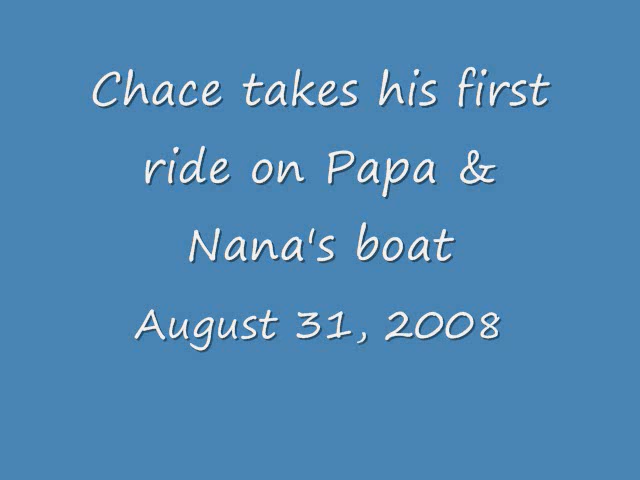 Chace takes his first
ride on Papa &
Nana's boat
August 31, 2008